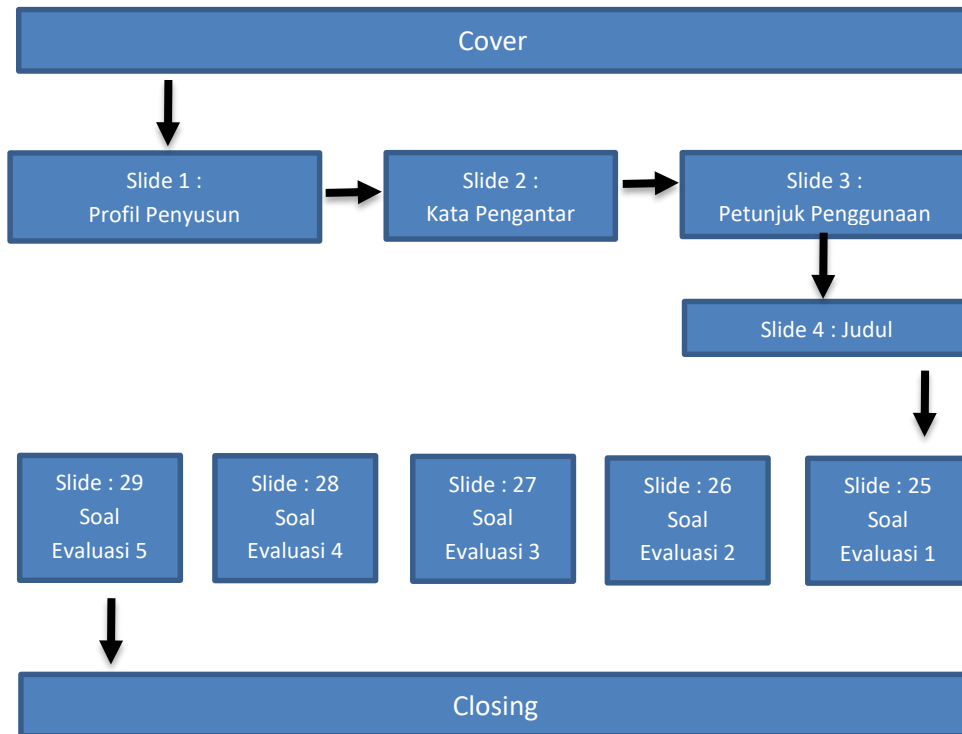 Cover
Slide 1 :
Profil Penyusun
Slide 2 :
Kata Pengantar
Slide 3 :
Petunjuk Penggunaan
Slide 4 : Judul
Slide : 29
Soal
Evaluasi 5
Slide : 28
Soal
Evaluasi 4
Slide : 27
Soal
Evaluasi 3
Slide : 26
Soal
Evaluasi 2
Slide : 25
Soal
Evaluasi 1
Closing